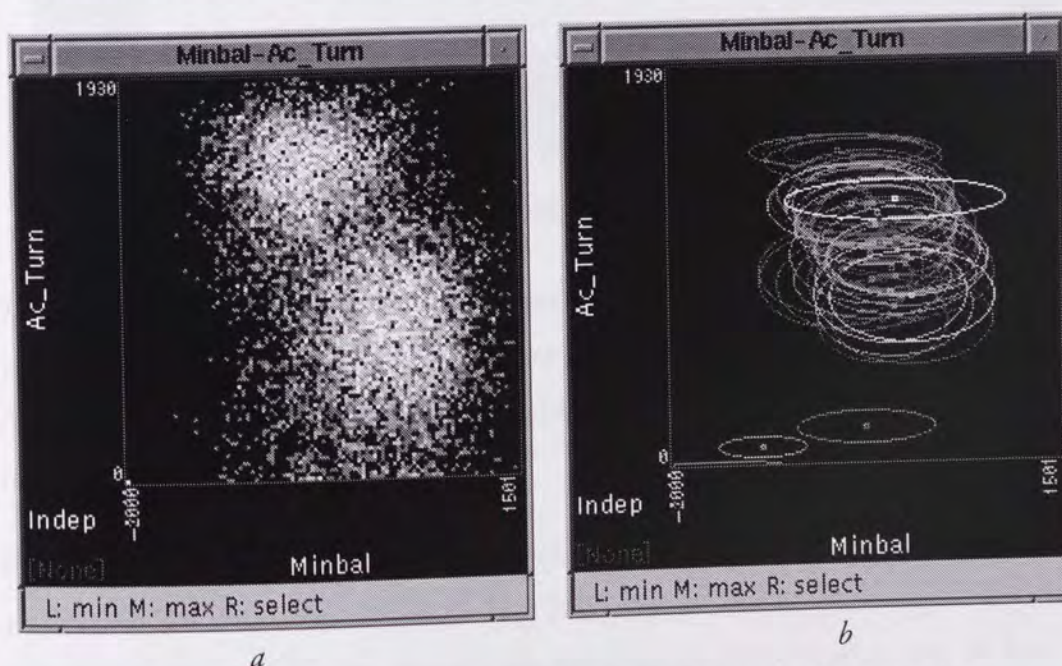 Minbal-Ac_Turn
1930
Ac_Turn
0
-2000
1501
Indep
[None]
Minbal
L: min M: max R: select
a
Minbal-Ac_Turn
1930
Ac_Turn
0
-2000
1501
[None]
Minbal
L: min M: max R: select
b
Indep